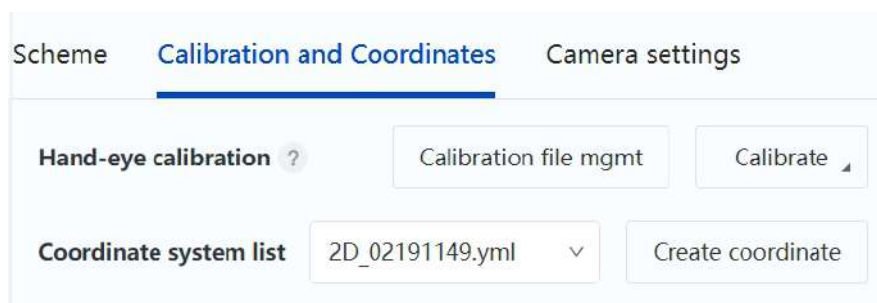 Scheme Calibration and Coordinates Camera settings
Hand-eye calibration ? Calibration file mgmt Calibrate
Coordinate system list 2D_02191149.yml Create coordinate